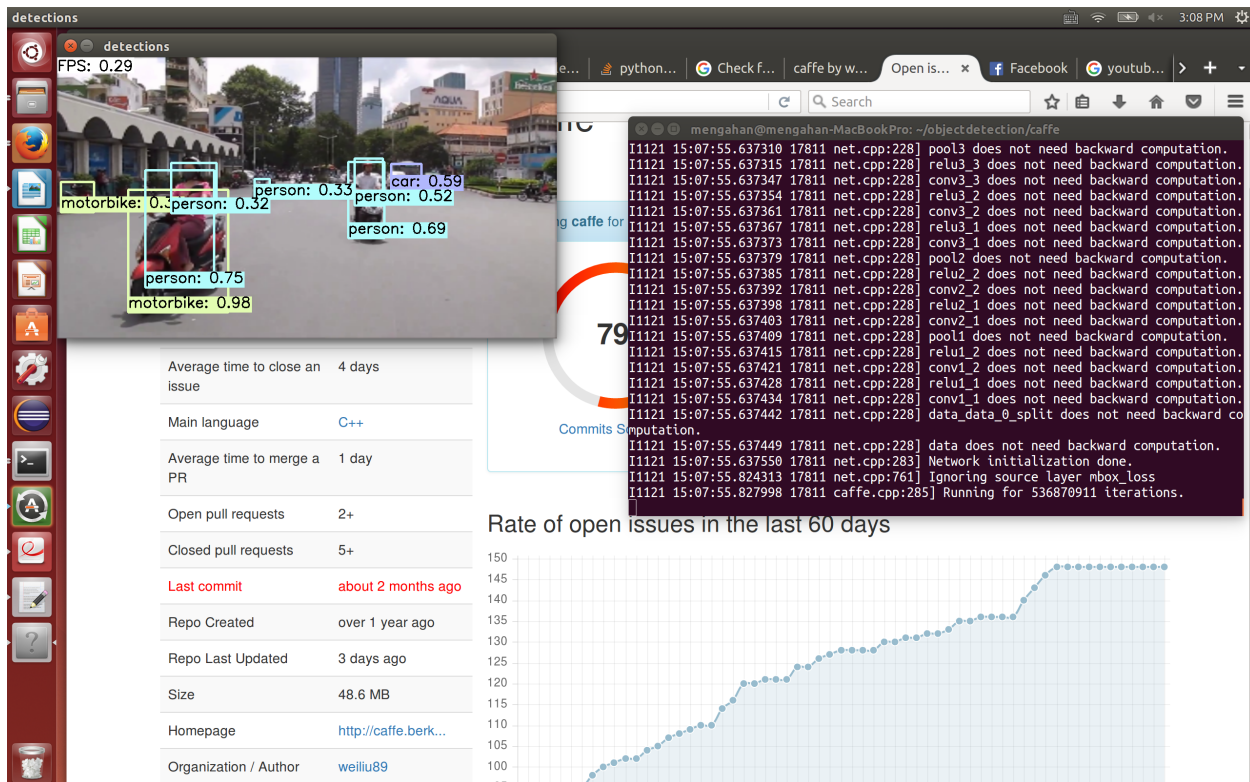 detections
3:08 PM
detections
FPS: 0.29
AQUA
car: 0.59
person: 0.33
person: 0.52
person: 0.32
person: 0.69
person: 0.75
motorbike: 0.98
python...
Check f...
caffe by w...
Open is...
Facebook
youtub...
Search
mengahan@mengahan-MacBookPro: ~/objectdetection/caffe
I1121 15:07:55.637310 17811 net.cpp:228] pool3 does not need backward computation.
I1121 15:07:55.637315 17811 net.cpp:228] relu3_3 does not need backward computation.
I1121 15:07:55.637347 17811 net.cpp:228] conv3_3 does not need backward computation.
I1121 15:07:55.637354 17811 net.cpp:228] relu3_2 does not need backward computation.
I1121 15:07:55.637361 17811 net.cpp:228] conv3_2 does not need backward computation.
I1121 15:07:55.637367 17811 net.cpp:228] relu3_1 does not need backward computation.
I1121 15:07:55.637373 17811 net.cpp:228] conv3_1 does not need backward computation.
I1121 15:07:55.637379 17811 net.cpp:228] pool2 does not need backward computation.
I1121 15:07:55.637385 17811 net.cpp:228] relu2_2 does not need backward computation.
I1121 15:07:55.637392 17811 net.cpp:228] conv2_2 does not need backward computation.
I1121 15:07:55.637398 17811 net.cpp:228] relu2_1 does not need backward computation.
I1121 15:07:55.637403 17811 net.cpp:228] conv2_1 does not need backward computation.
I1121 15:07:55.637409 17811 net.cpp:228] pool1 does not need backward computation.
I1121 15:07:55.637415 17811 net.cpp:228] relu1_2 does not need backward computation.
I1121 15:07:55.637421 17811 net.cpp:228] conv1_2 does not need backward computation.
I1121 15:07:55.637428 17811 net.cpp:228] relu1_1 does not need backward computation.
I1121 15:07:55.637434 17811 net.cpp:228] conv1_1 does not need backward computation.
I1121 15:07:55.637442 17811 net.cpp:228] data_data_0_split does not need backward co
mputation.
I1121 15:07:55.637449 17811 net.cpp:228] data does not need backward computation.
I1121 15:07:55.637550 17811 net.cpp:283] Network initialization done.
I1121 15:07:55.824313 17811 net.cpp:761] Ignoring source layer mbox_loss
I1121 15:07:55.827998 17811 caffe.cpp:285] Running for 536870911 iterations.
caffe for
79
Commits
Average time to close an
issue
4 days
Main language
C++
Average time to merge a
PR
1 day
Open pull requests
2+
Closed pull requests
5+
Last commit
about 2 months ago
Repo Created
over 1 year ago
Repo Last Updated
3 days ago
Size
48.6 MB
Homepage
http://caffe.berk...
Organization / Author
weiliu89
Rate of open issues in the last 60 days
150
145
140
135
130
125
120
115
110
105
100